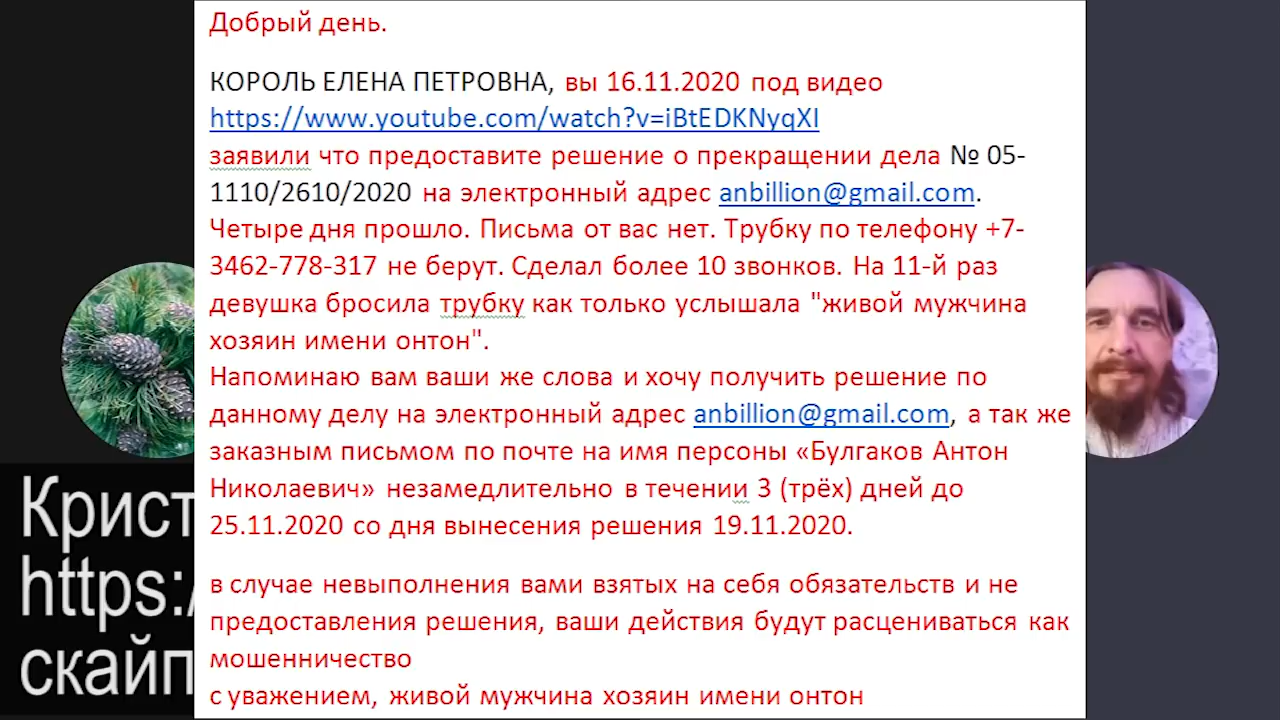 Добрый день.
КОРОЛЬ ЕЛЕНА ПЕТРОВНА, вы 16.11.2020 под видео
https://www.youtube.com/watch?v=iBtEDKNyqXI
заявили что предоставите решение о прекращении дела № 05-
1110/2610/2020 на электронный адрес anbillion@gmail.com.
Четыре дня прошло. Письма от вас нет. Трубку по телефону +7-
3462-778-317 не берут. Сделал более 10 звонков. На 11-й раз
девушка бросила трубку как только услышала "живой мужчина
хозяин имени онтон".
Напоминаю вам ваши же слова и хочу получить решение по
данному делу на электронный адрес anbillion@gmail.com, а так же
заказным письмом по почте на имя персоны «Булгаков Антон
Николаевич» незамедлительно в течении 3 (трёх) дней до
25.11.2020 со дня вынесения решения 19.11.2020.
в случае невыполнения вами взятых на себя обязательств и не
предоставления решения, ваши действия будут расцениваться как
мошенничество
с уважением, живой мужчина хозяин имени онтон
Крист
https:/
скайп